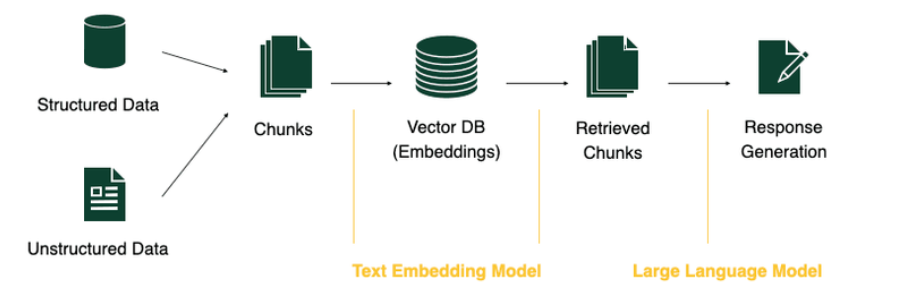 Structured Data
Unstructured Data
Chunks
Vector DB
(Embeddings)
Retrieved
Chunks
Response
Generation
Text Embedding Model
Large Language Model